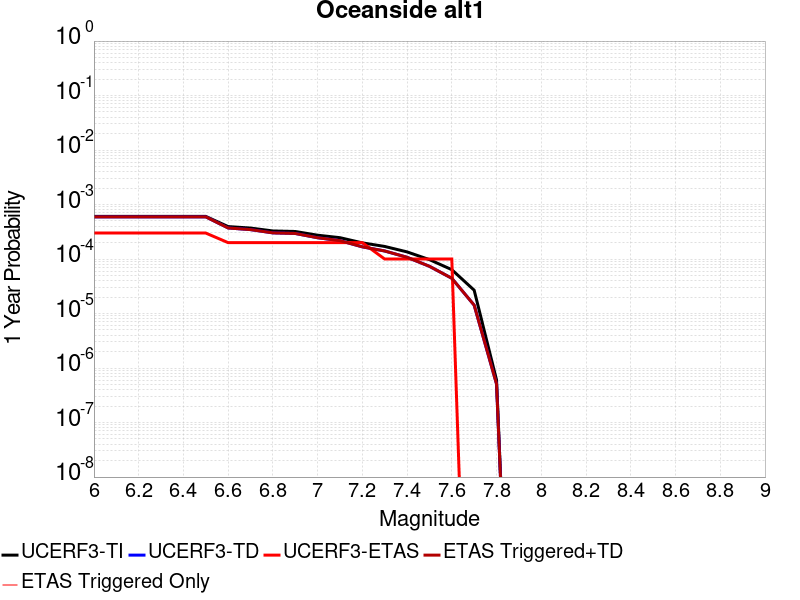 Oceanside alt1
10^0
10^-1
10^-2
10^-3
10^-4
10^-5
10^-6
10^-7
10^-8
1 Year Probability
6 6.2 6.4 6.6 6.8 7 7.2 7.4 7.6 7.8 8 8.2 8.4 8.6 8.8 9
Magnitude
UCERF3-TI UCERF3-TD UCERF3-ETAS ETAS Triggered+TD
ETAS Triggered Only